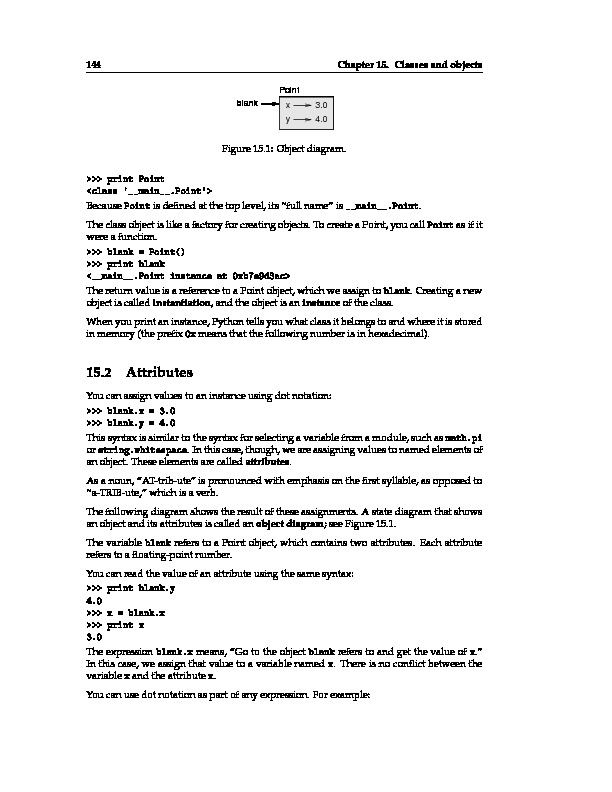 144 Chapter 15. Classes and objects
Point
blank x 3.0
y 4.0
Figure 15.1: Object diagram.
>>> print Point
<class '__main__.Point'>
Because Point is defined at the top level, its “full name” is __main__.Point.
The class object is like a factory for creating objects. To create a Point, you call Point as if it
were a function.
>>> blank = Point()
>>> print blank
<__main__.Point instance at 0xb7e9d3ac>
The return value is a reference to a Point object, which we assign to blank. Creating a new
object is called instantiation, and the object is an instance of the class.
When you print an instance, Python tells you what class it belongs to and where it is stored
in memory (the prefix 0x means that the following number is in hexadecimal).
15.2 Attributes
You can assign values to an instance using dot notation:
>>> blank.x = 3.0
>>> blank.y = 4.0
This syntax is similar to the syntax for selecting a variable from a module, such as math.pi
or string.whitespace. In this case, though, we are assigning values to named elements of
an object. These elements are called attributes.
As a noun, “AT-trib-ute” is pronounced with emphasis on the first syllable, as opposed to
“a-TRIB-ute,” which is a verb.
The following diagram shows the result of these assignments. A state diagram that shows
an object and its attributes is called an object diagram; see Figure 15.1.
The variable blank refers to a Point object, which contains two attributes. Each attribute
refers to a floating-point number.
You can read the value of an attribute using the same syntax:
>>> print blank.y
4.0
>>> x = blank.x
>>> print x
3.0
The expression blank.x means, “Go to the object blank refers to and get the value of x.”
In this case, we assign that value to a variable named x. There is no conflict between the
variable x and the attribute x.
You can use dot notation as part of any expression. For example: